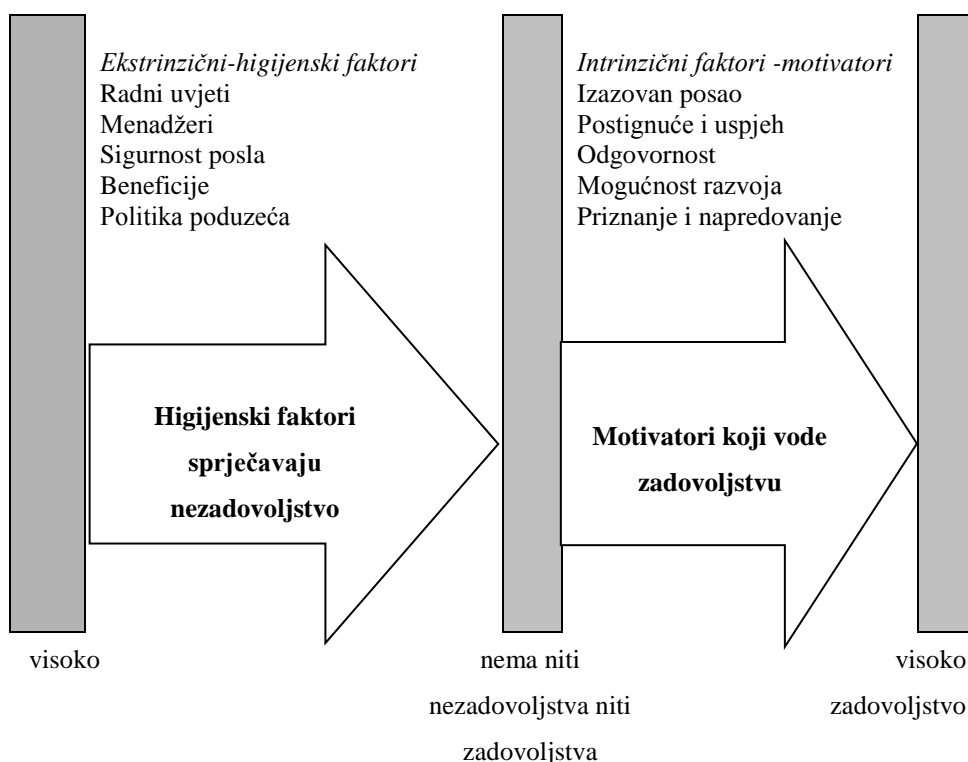 Ekstrinzični-higijenski faktori
Radni uvjeti
Menadžeri
Sigurnost posla
Beneficije
Politika poduzeća
Intrinzični faktori -motivatori
Izazovan posao
Postignuće i uspjeh
Odgovornost
Mogućnost razvoja
Priznanje i napredovanje
Higijenski faktori
sprječavaju
nezadovoljstvo
Motivatori koji vode
zadovoljstvu
visoko
nema niti
nezadovoljstva niti
zadovoljstva
visoko
zadovoljstvo